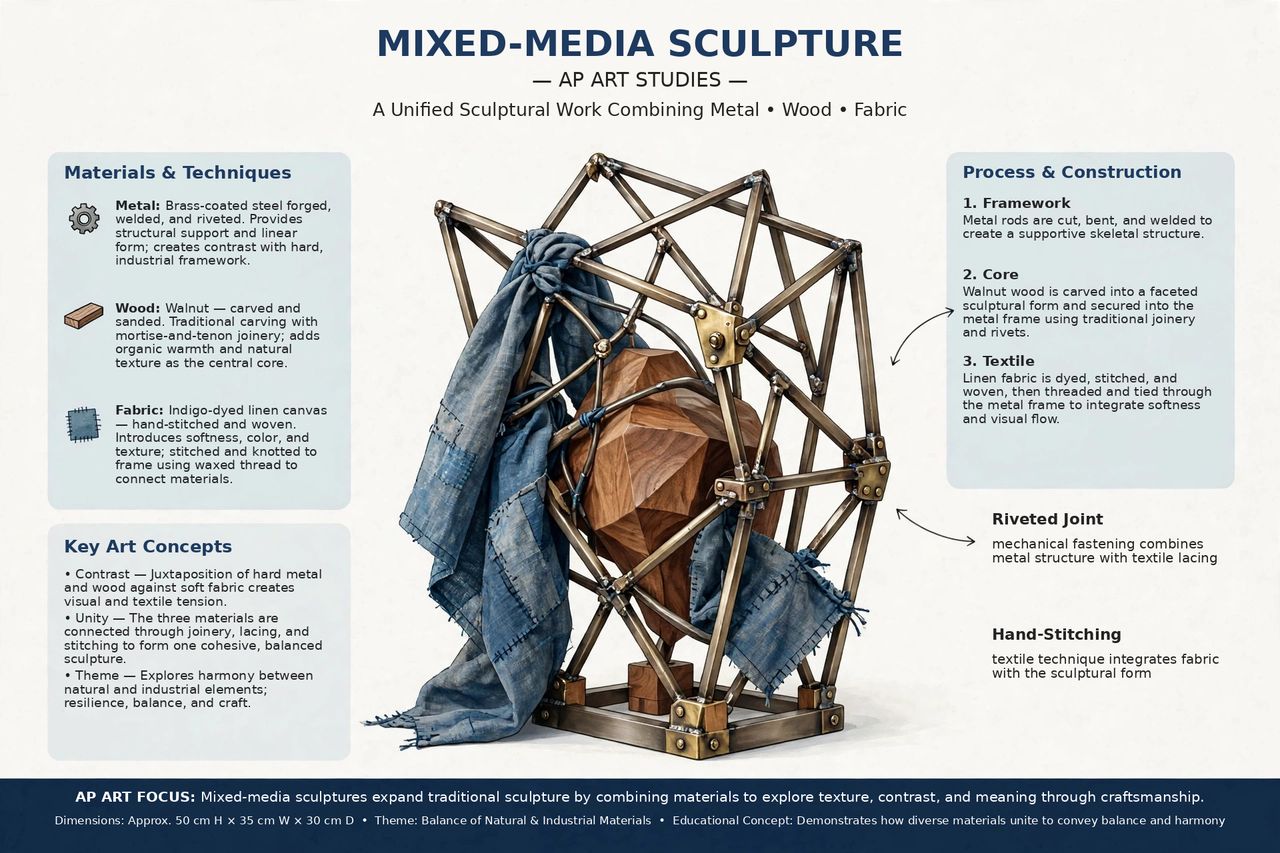 MIXED-MEDIA SCULPTURE
— AP ART STUDIES —
A Unified Sculptural Work Combining Metal • Wood • Fabric
Materials & Techniques
Metal: Brass-coated steel forged,
welded, and riveted. Provides
structural support and linear
form; creates contrast with hard,
industrial framework.
Wood: Walnut — carved and
sanded. Traditional carving with
mortise-and-tenon joinery; adds
organic warmth and natural
texture as the central core.
Fabric: Indigo-dyed linen canvas
— hand-stitched and woven.
Introduces softness, color, and
texture; stitched and knotted to
frame using waxed thread to
connect materials.
Key Art Concepts
• Contrast — Juxtaposition of hard metal
and wood against soft fabric creates
visual and textile tension.
• Unity — The three materials are
connected through joinery, lacing, and
stitching to form one cohesive, balanced
sculpture.
• Theme — Explores harmony between
natural and industrial elements;
resilience, balance, and craft.
Process & Construction
1. Framework
Metal rods are cut, bent, and welded to
create a supportive skeletal structure.
2. Core
Walnut wood is carved into a faceted
sculptural form and secured into the
metal frame using traditional joinery
and rivets.
3. Textile
Linen fabric is dyed, stitched, and
woven, then threaded and tied through
the metal frame to integrate softness
and visual flow.
Riveted Joint
mechanical fastening combines
metal structure with textile lacing
Hand-Stitching
textile technique integrates fabric
with the sculptural form
AP ART FOCUS: Mixed-media sculptures expand traditional sculpture by combining materials to explore texture, contrast, and meaning through craftsmanship.
Dimensions: Approx. 50 cm H × 35 cm W × 30 cm D • Theme: Balance of Natural & Industrial Materials • Educational Concept: Demonstrates how diverse materials unite to convey balance and harmony